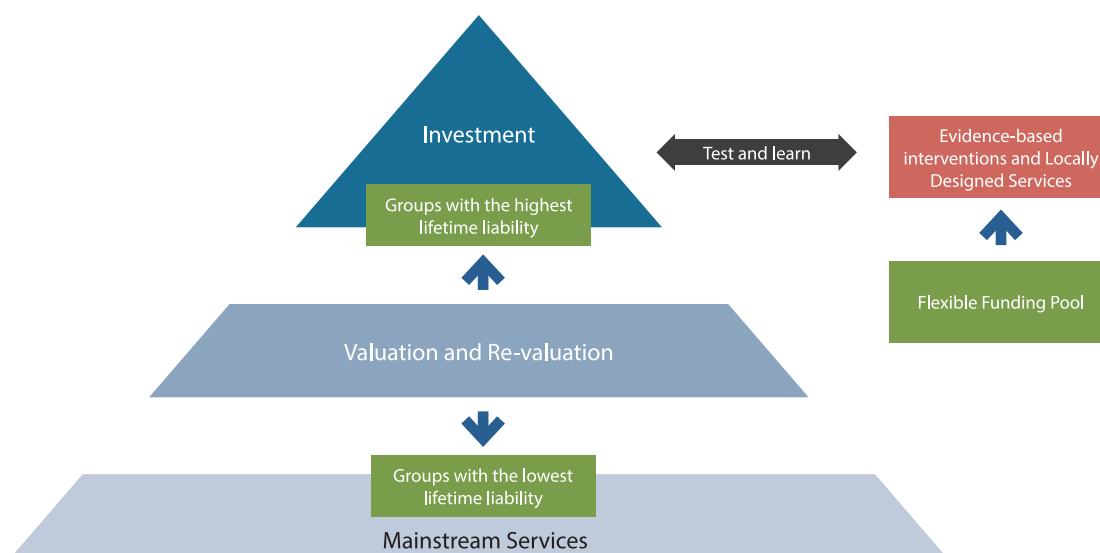 Investment
Groups with the highest
lifetime liability
Test and learn
Evidence-based
interventions and Locally
Designed Services
Flexible Funding Pool
Valuation and Re-valuation
Groups with the lowest
lifetime liability
Mainstream Services